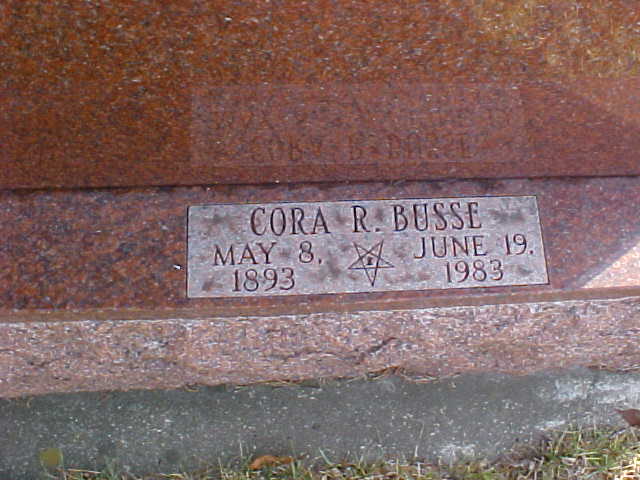 CORA R. BUSSE
MAY 8, JUNE 19,
1893 1983